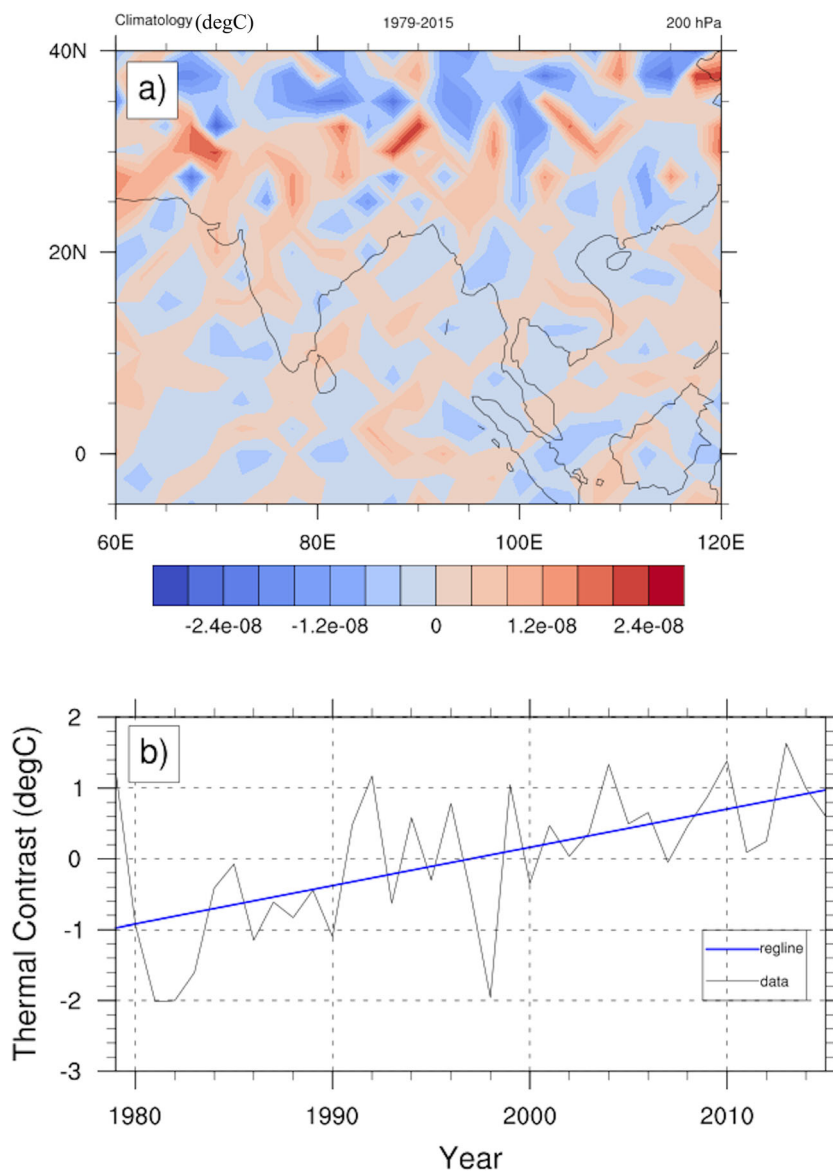 Climatology (degC) 1979-2015 200 hPa
40N
a)
20N
0
60E 80E 100E 120E
-2.4e-08 -1.2e-08 0 1.2e-08 2.4e-08
2
b)
1
0
-1
-2
-3
Thermal Contrast (degC)
regline
data
1980 1990 2000 2010
Year